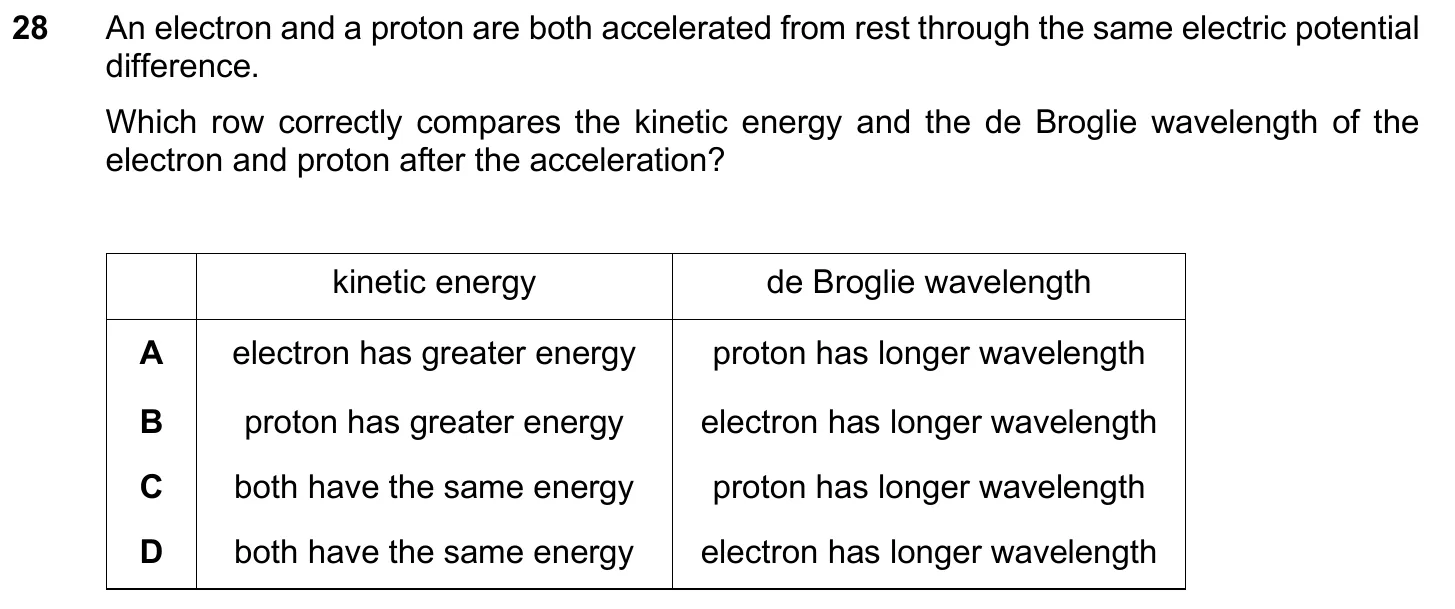 28 An electron and a proton are both accelerated from rest through the same electric potential
difference.
Which row correctly compares the kinetic energy and the de Broglie wavelength of the
electron and proton after the acceleration?
kinetic energy de Broglie wavelength
A electron has greater energy proton has longer wavelength
B proton has greater energy electron has longer wavelength
C both have the same energy proton has longer wavelength
D both have the same energy electron has longer wavelength